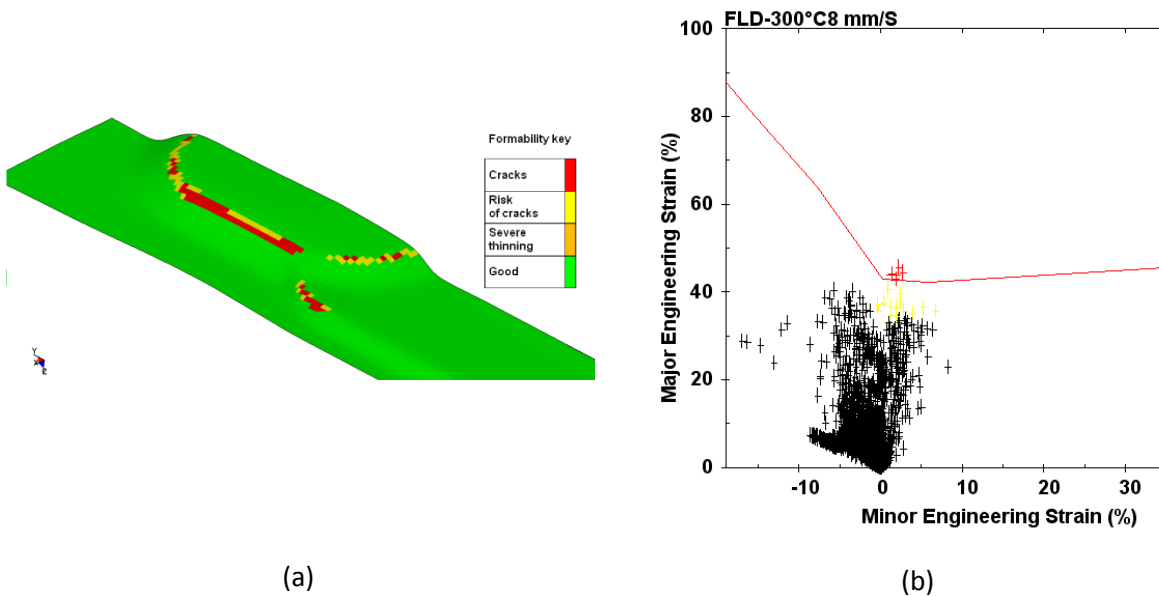 Formability key
Cracks
Risk
of cracks
Severe
thinning
Good
Y
X
Z
(a)
FLD-300°C8 mm/S
Major Engineering Strain (%)
100
80
60
40
20
0
-10
0
10
20
30
Minor Engineering Strain (%)
(b)